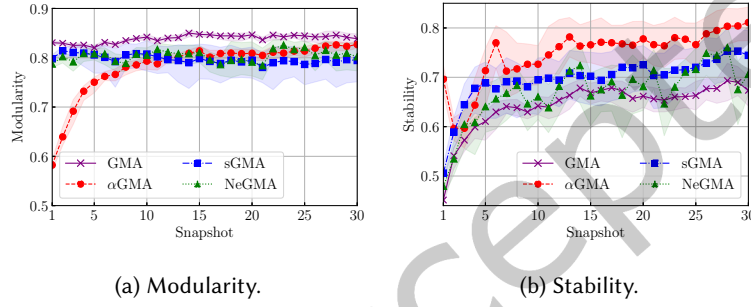 0.9
0.8
0.7
0.8
0.6
0.5
1 5 10 15 20 25 30
Modularity
Snapshot
GMA sGMA
αGMA NeGMA
(a) Modularity.
0.8
0.7
0.6
0.5
1 5 10 15 20 25 30
Stability
Snapshot
GMA sGMA
αGMA NeGMA
(b) Stability.